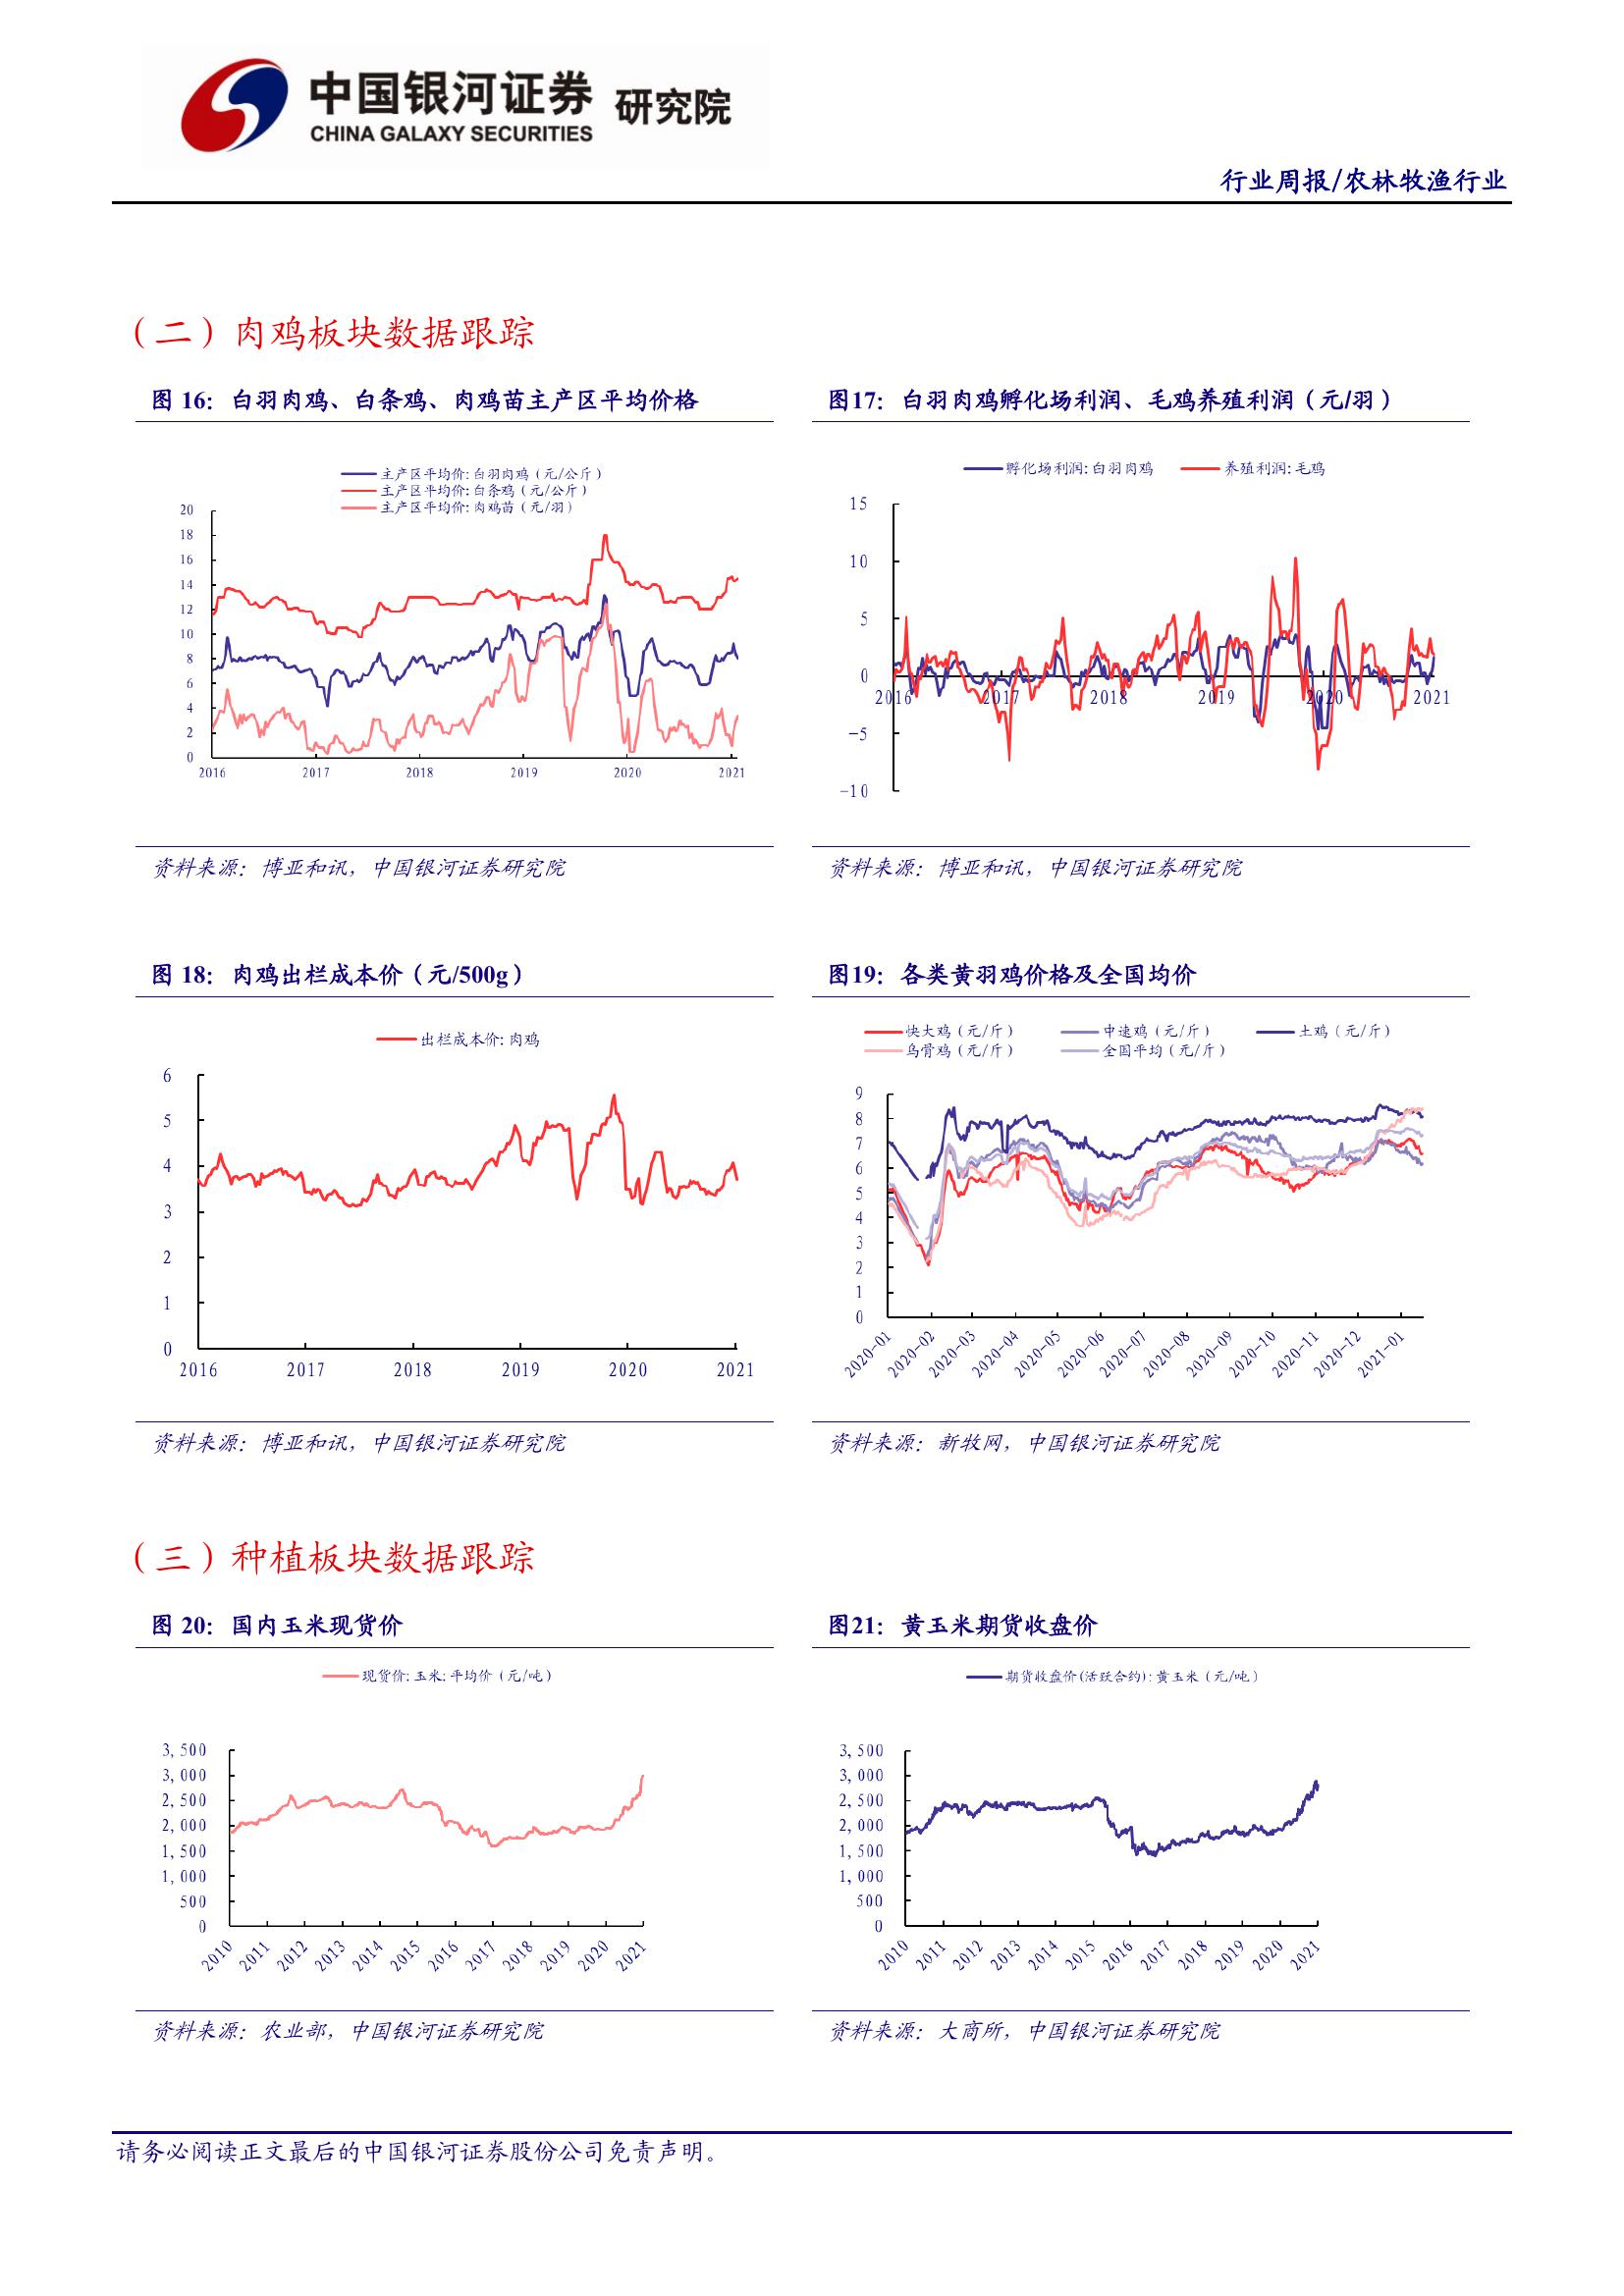 中国银河证券 研究院
CHINA GALAXY SECURITIES
行业周报/农林牧渔行业
（二）肉鸡板块数据跟踪
图 16：白羽肉鸡、白条鸡、肉鸡苗主产区平均价格
主产区平均价:白羽肉鸡（元/公斤）
主产区平均价:白条鸡（元/公斤）
主产区平均价:肉鸡苗（元/羽）
20
18
16
14
12
10
8
6
4
2
0
2016 2017 2018 2019 2020 2021
资料来源：博亚和讯，中国银河证券研究院
图17：白羽肉鸡孵化场利润、毛鸡养殖利润（元/羽）
孵化场利润:白羽肉鸡 养殖利润:毛鸡
15
10
5
0
2016 2017 2018 2019 2020 2021
-5
-10
资料来源：博亚和讯，中国银河证券研究院
图 18：肉鸡出栏成本价（元/500g）
出栏成本价:肉鸡
6
5
4
3
2
1
0
2016 2017 2018 2019 2020 2021
资料来源：博亚和讯，中国银河证券研究院
图19：各类黄羽鸡价格及全国均价
快大鸡（元/斤） 中速鸡（元/斤） 土鸡（元/斤）
乌骨鸡（元/斤） 全国平均（元/斤）
9
8
7
6
5
4
3
2
1
0
2020-01 2020-02 2020-03 2020-04 2020-05 2020-06 2020-07 2020-08 2020-09 2020-10 2020-11 2020-12 2021-01
资料来源：新牧网，中国银河证券研究院
（三）种植板块数据跟踪
图 20：国内玉米现货价
现货价:玉米:平均价（元/吨）
3,500
3,000
2,500
2,000
1,500
1,000
500
0
2010 2011 2012 2013 2014 2015 2016 2017 2018 2019 2020 2021
资料来源：农业部，中国银河证券研究院
图21：黄玉米期货收盘价
期货收盘价(活跃合约):黄玉米（元/吨）
3,500
3,000
2,500
2,000
1,500
1,000
500
0
2010 2011 2012 2013 2014 2015 2016 2017 2018 2019 2020 2021
资料来源：大商所，中国银河证券研究院
请务必阅读正文最后的中国银河证券股份公司免责声明。